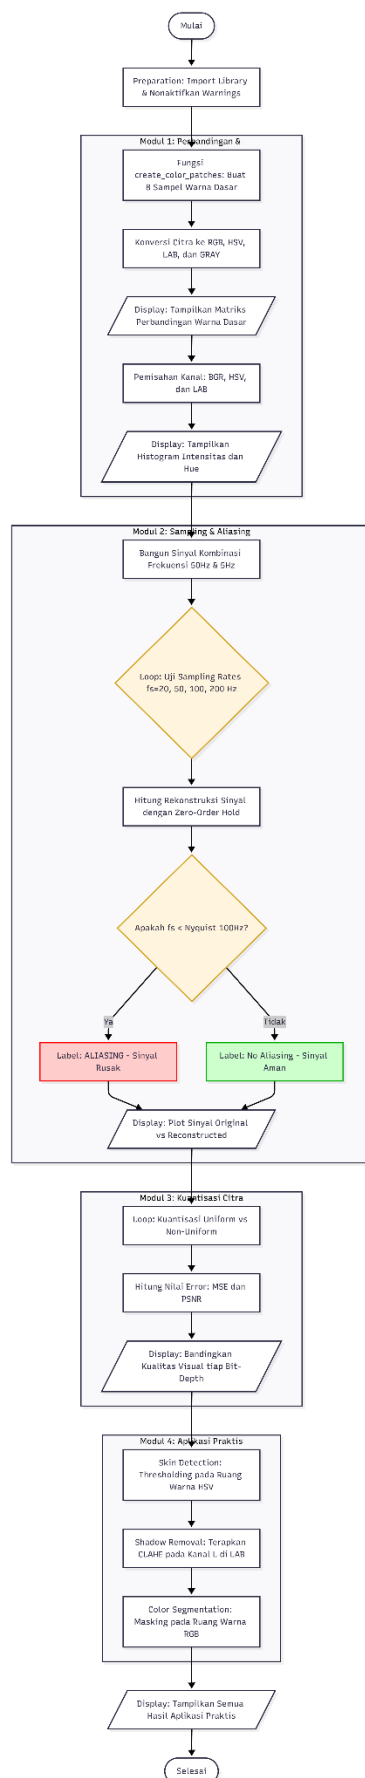 Mulai
Preparation: Import Library
& Nonaktifkan Warnings
Modul 1: Perbandingan &
Fungsi
create_color_patches: Buat
8 Sampel Warna Dasar
Konversi Citra ke RGB, HSV,
LAB, dan GRAY
Display: Tampilkan Matriks
Perbandingan Warna Dasar
Pemisahan Kanal: BGR, HSV,
dan LAB
Display: Tampilkan
Histogram Intensitas dan
Hue
Modul 2: Sampling & Aliasing
Bangun Sinyal Kombinasi
Frekuensi 50Hz & 5Hz
Loop: Uji Sampling Rates
fs=20, 50, 100, 200 Hz
Hitung Rekonstruksi Sinyal
dengan Zero-Order Hold
Apakah fs < Nyquist 100Hz?
Ya
Tidak
Label: ALIASING - Sinyal
Rusak
Label: No Aliasing - Sinyal
Aman
Display: Plot Sinyal Original
vs Reconstructed
Modul 3: Kuantisasi Citra
Loop: Kuantisasi Uniform vs
Non-Uniform
Hitung Nilai Error: MSE dan
PSNR
Display: Bandingkan
Kualitas Visual tiap Bit-
Depth
Modul 4: Aplikasi Praktis
Skin Detection:
Thresholding pada Ruang
Warna HSV
Shadow Removal: Terapkan
CLAHE pada Kanal L di LAB
Color Segmentation:
Masking pada Ruang Warna
RGB
Display: Tampilkan Semua
Hasil Aplikasi Praktis
Selesai